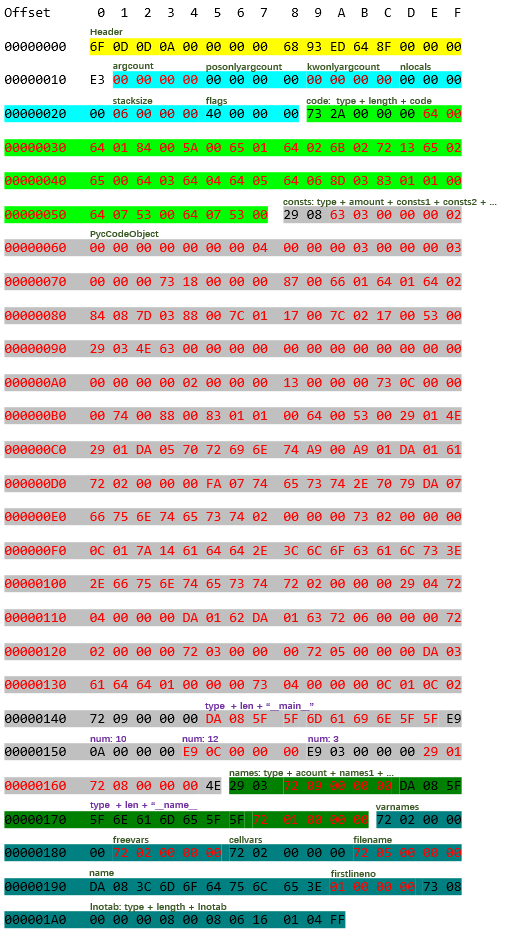 Offset 0 1 2 3 4 5 6 7 8 9 A B C D E F
Header
00000000 6F 0D 0D 0A 00 00 00 00 68 93 ED 64 8F 00 00 00
argcount posonlyargcount kwonlyargcount nlocals
00000010 E3 00 00 00 00 00 00 00 00 00 00 00 00 00 00 00
stacksize flags code: type + length + code
00000020 00 06 00 00 00 40 00 00 00 73 2A 00 00 00 64 00
00000030 64 01 84 00 5A 00 65 01 64 02 6B 02 72 13 65 02
00000040 65 00 64 03 64 04 64 05 64 06 8D 03 83 01 01 00
consts: type + amount + consts1 + consts2 + ...
00000050 64 07 53 00 64 07 53 00 29 08 63 03 00 00 00 02
PycCodeObject
00000060 00 00 00 00 00 00 00 04 00 00 00 03 00 00 00 03
00000070 00 00 00 73 18 00 00 00 87 00 66 01 64 01 64 02
00000080 84 08 7D 03 88 00 7C 01 17 00 7C 02 17 00 53 00
00000090 29 03 4E 63 00 00 00 00 00 00 00 00 00 00 00 00
000000A0 00 00 00 00 02 00 00 00 13 00 00 00 73 0C 00 00
000000B0 00 74 00 88 00 83 01 01 00 64 00 53 00 29 01 4E
000000C0 29 01 DA 05 70 72 69 6E 74 A9 00 A9 01 DA 01 61
000000D0 72 02 00 00 00 FA 07 74 65 73 74 2E 70 79 DA 07
000000E0 66 75 6E 74 65 73 74 02 00 00 00 73 02 00 00 00
000000F0 0C 01 7A 14 61 64 64 2E 3C 6C 6F 63 61 6C 73 3E
00000100 2E 66 75 6E 74 65 73 74 72 02 00 00 00 29 04 72
00000110 04 00 00 00 DA 01 62 DA 01 63 72 06 00 00 00 72
00000120 02 00 00 00 72 03 00 00 00 72 05 00 00 00 DA 03
00000130 61 64 64 01 00 00 00 73 04 00 00 00 0C 01 0C 02
type + len + “__main__”
00000140 72 09 00 00 00 DA 08 5F 5F 6D 61 69 6E 5F 5F E9
num: 10 num: 12 num: 3
00000150 0A 00 00 00 E9 0C 00 00 00 E9 03 00 00 00 29 01
names: type + acount + names1 + ...
00000160 72 08 00 00 00 4E 29 03 72 09 00 00 00 DA 08 5F
type + len + “__name__ varnames
00000170 5F 6E 61 6D 65 5F 5F 72 01 00 00 00 72 02 00 00
freevars cellvars filename
00000180 00 72 02 00 00 00 72 02 00 00 00 72 05 00 00 00
name firstlineno
00000190 DA 08 3C 6D 6F 64 75 6C 65 3E 01 00 00 00 73 08
lnotab: type + length + lnotab
000001A0 00 00 00 08 00 08 06 16 01 04 FF